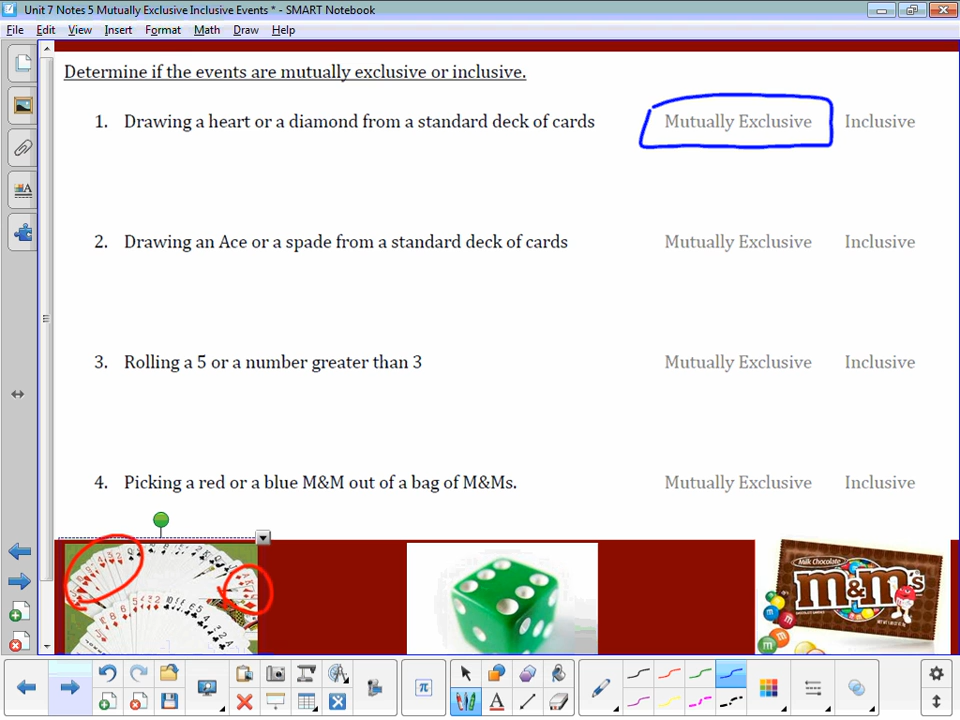 Unit 7 Notes 5 Mutually Exclusive Inclusive Events * - SMART Notebook
File Edit View Insert Format Math Draw Help
Determine if the events are mutually exclusive or inclusive.
1. Drawing a heart or a diamond from a standard deck of cards Mutually Exclusive Inclusive
2. Drawing an Ace or a spade from a standard deck of cards Mutually Exclusive Inclusive
3. Rolling a 5 or a number greater than 3 Mutually Exclusive Inclusive
4. Picking a red or a blue M&M out of a bag of M&Ms. Mutually Exclusive Inclusive
Milk Chocolate
m&m's